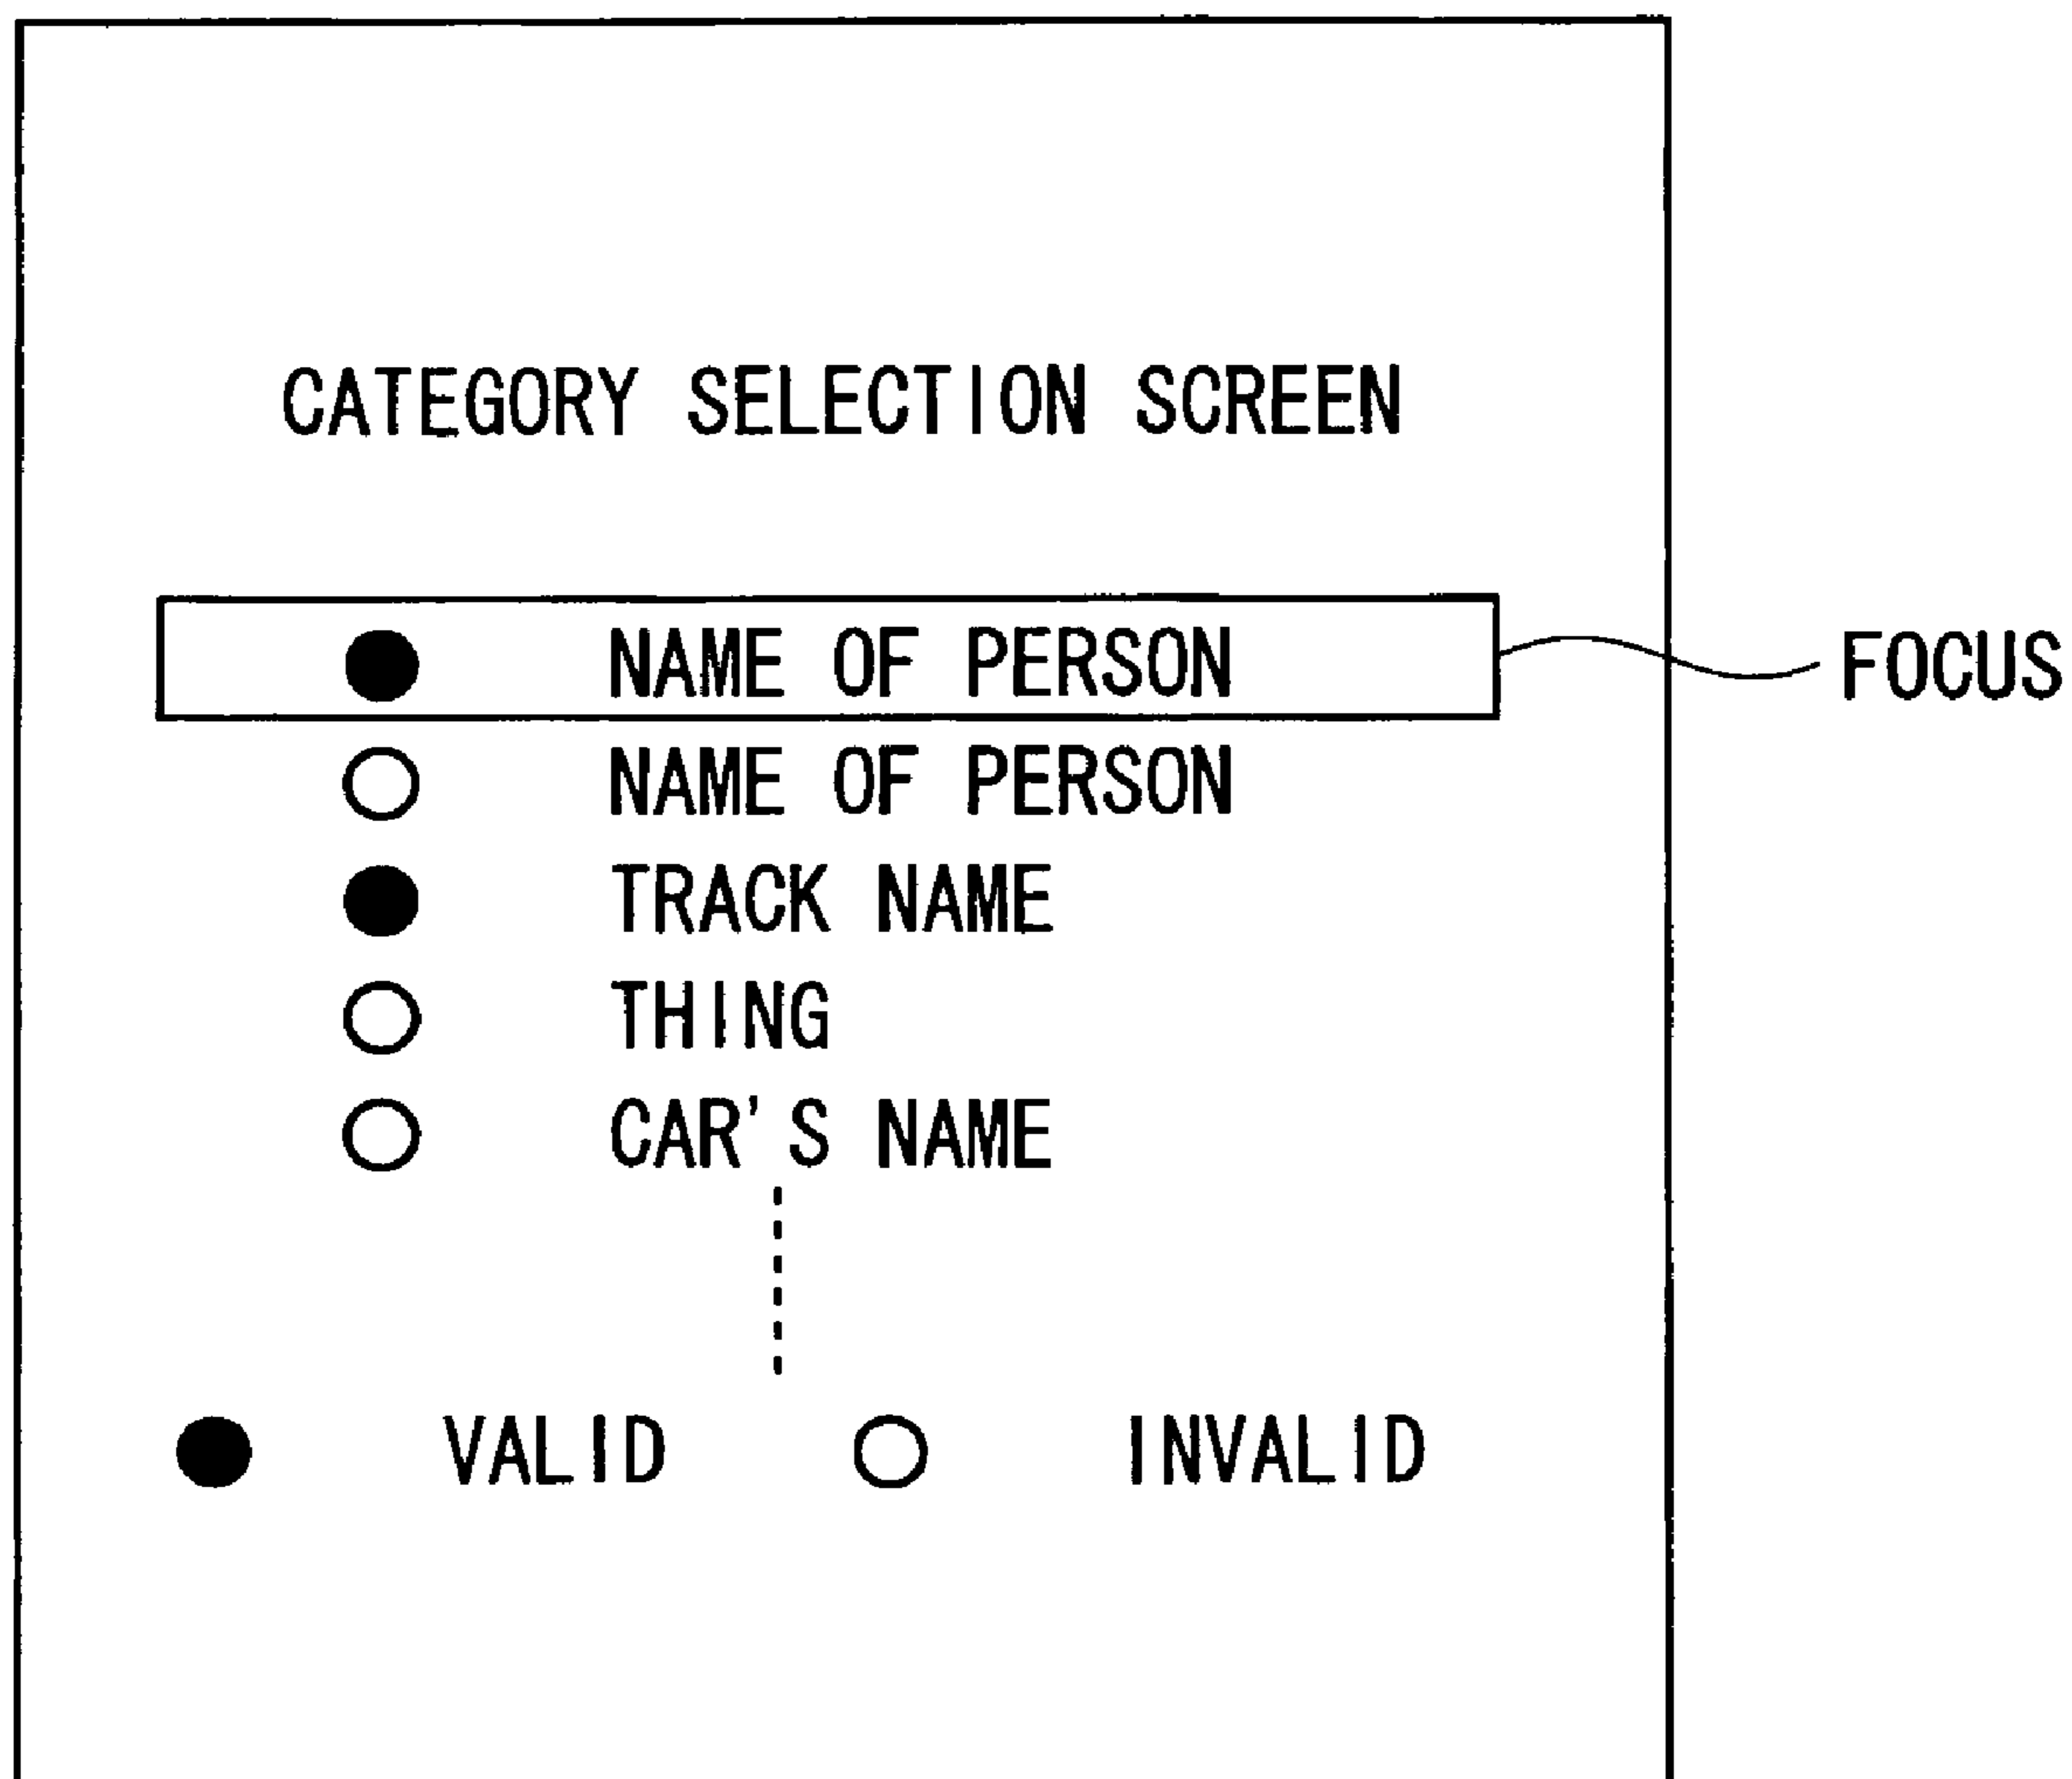 CATEGORY SELECTION SCREEN
NAME OF PERSON
FOCUS
NAME OF PERSON
TRACK NAME
THING
CAR'S NAME
VALID INVALID